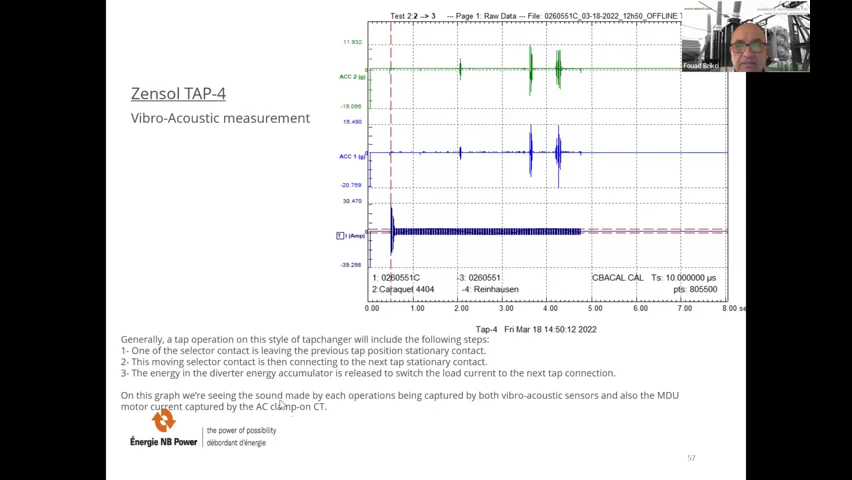 Test 2:2 -> 3 --- Page 1: Raw Data --- File: 0260551C_03-18-2022_12h50_OFFLINE
Fouad Brikci
Zensol TAP-4
Vibro-Acoustic measurement
11.932
ACC 2 (g)
0
-19.066
16.490
ACC 1 (g)
0
-20.769
30.470
T I (Amp)
0
-39.298
1: 0260551C -3: 0260551 CBACAL.CAL Ts: 10.000000 µs
2 Caraquet 4404 -4: Reinhausen pts: 805500
0.00 1.00 2.00 3.00 4.00 5.00 6.00 7.00 8.00 se
Tap-4 Fri Mar 18 14:50:12 2022
Generally, a tap operation on this style of tapchanger will include the following steps:
1- One of the selector contact is leaving the previous tap position stationary contact.
2- This moving selector contact is then connecting to the next tap stationary contact.
3- The energy in the diverter energy accumulator is released to switch the load current to the next tap connection.
On this graph we're seeing the sound made by each operations being captured by both vibro-acoustic sensors and also the MDU
motor current captured by the AC clamp-on CT.
Énergie NB Power
the power of possibility
débordant d'énergie
57